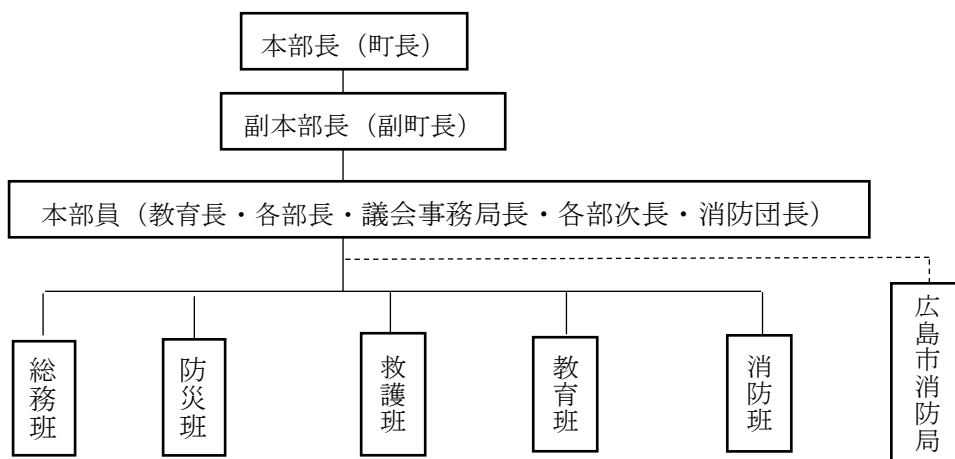 本部長（町長）
副本部長（副町長）
本部員（教育長・各部長・議会事務局長・各部次長・消防団長）
総務班
防災班
救護班
教育班
消防班
広島市消防局